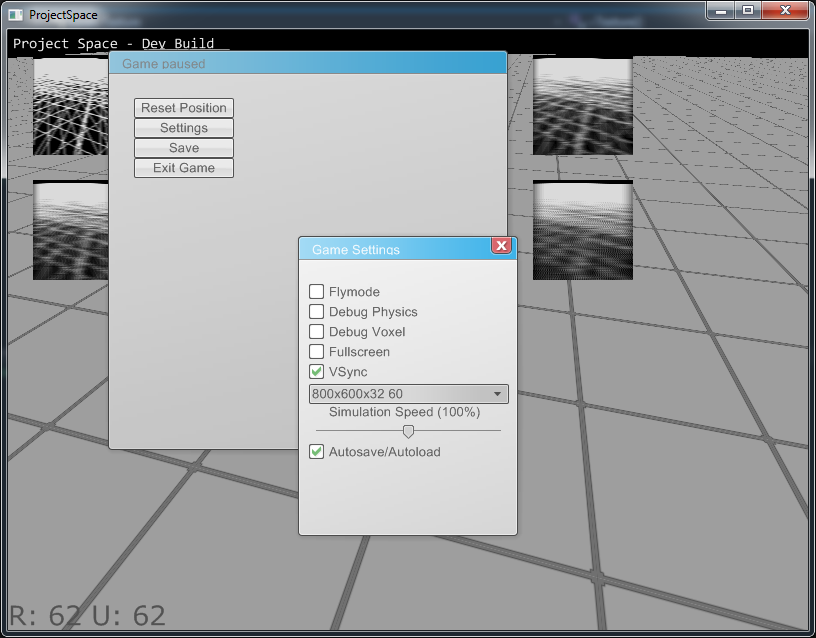 ProjectSpace
Project Space - Dev Build
Game paused
Reset Position
Settings
Save
Exit Game
Game Settings
Flymode
Debug Physics
Debug Voxel
Fullscreen
VSync
800x600x32 60
Simulation Speed (100%)
Autosave/Autoload
R: 62 U: 62